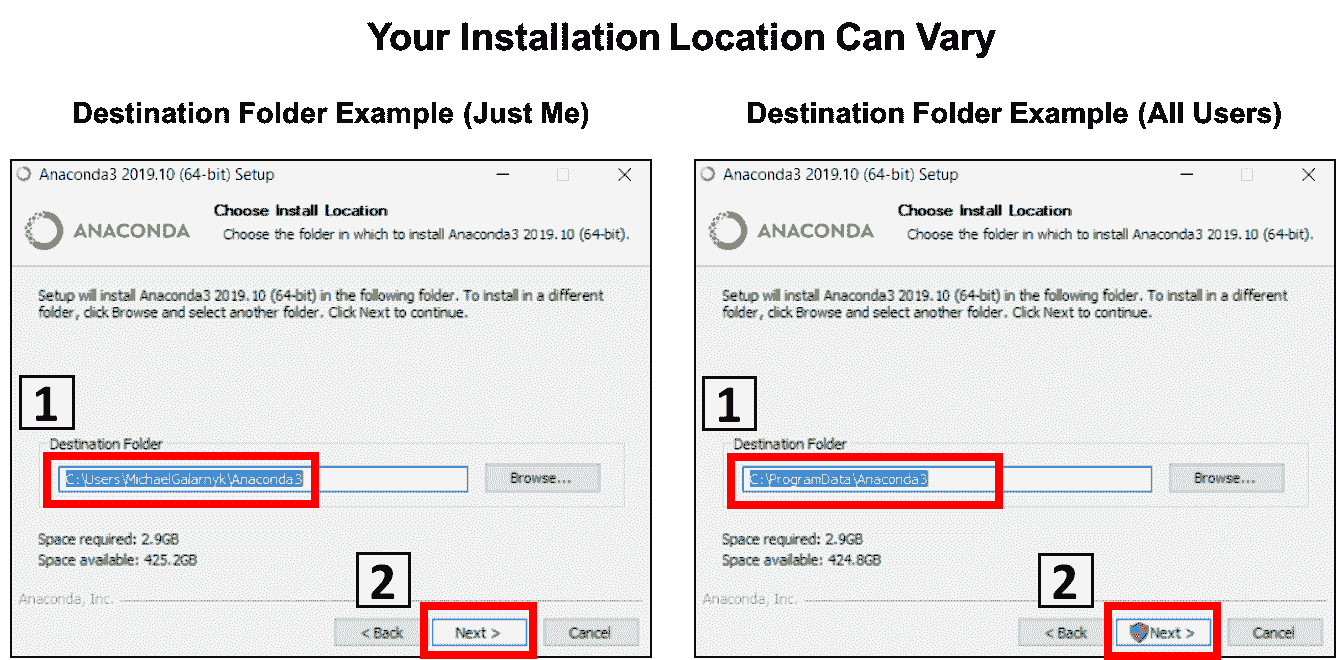 Your Installation Location Can Vary
Destination Folder Example (Just Me)
Anaconda3 2019.10 (64-bit) Setup
ANACONDA
Choose Install Location
Choose the folder in which to install Anaconda3 2019.10 (64-bit).
Setup will install Anaconda3 2019.10 (64-bit) in the following folder. To install in a different
folder, click Browse and select another folder. Click Next to continue.
1
Destination Folder
C:\Users\MichaelGalarnyk\Anaconda3
Browse...
Space required: 2.9GB
Space available: 425.2GB
2
Anaconda, Inc.
< Back
Next >
Cancel
Destination Folder Example (All Users)
Anaconda3 2019.10 (64-bit) Setup
ANACONDA
Choose Install Location
Choose the folder in which to install Anaconda3 2019.10 (64-bit).
Setup will install Anaconda3 2019.10 (64-bit) in the following folder. To install in a different
folder, click Browse and select another folder. Click Next to continue.
1
Destination Folder
C:\ProgramData\Anaconda3
Browse...
Space required: 2.9GB
Space available: 424.8GB
2
Anaconda, Inc.
< Back
Next >
Cancel